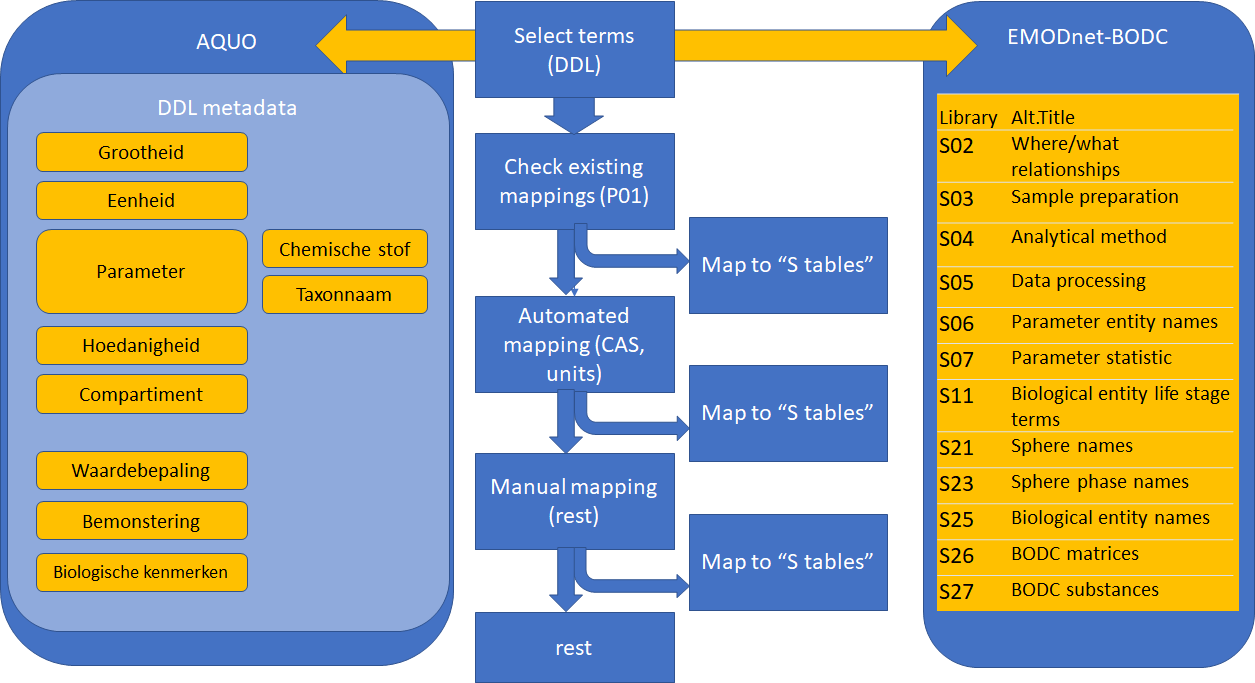 AQUO
DDL metadata
Grootheid
Eenheid
Parameter
Chemische stof
Taxonnaam
Hoedanigheid
Compartiment
Waardebepaling
Bemonstering
Biologische kenmerken
Select terms
(DDL)
Check existing
mappings (P01)
Map to “S tables”
Automated
mapping (CAS,
units)
Map to “S tables”
Manual mapping
(rest)
Map to “S tables”
rest
EMODnet-BODC
Library Alt.Title
S02 Where/what
relationships
S03 Sample preparation
S04 Analytical method
S05 Data processing
S06 Parameter entity names
S07 Parameter statistic
S11 Biological entity life stage
terms
S21 Sphere names
S23 Sphere phase names
S25 Biological entity names
S26 BODC matrices
S27 BODC substances